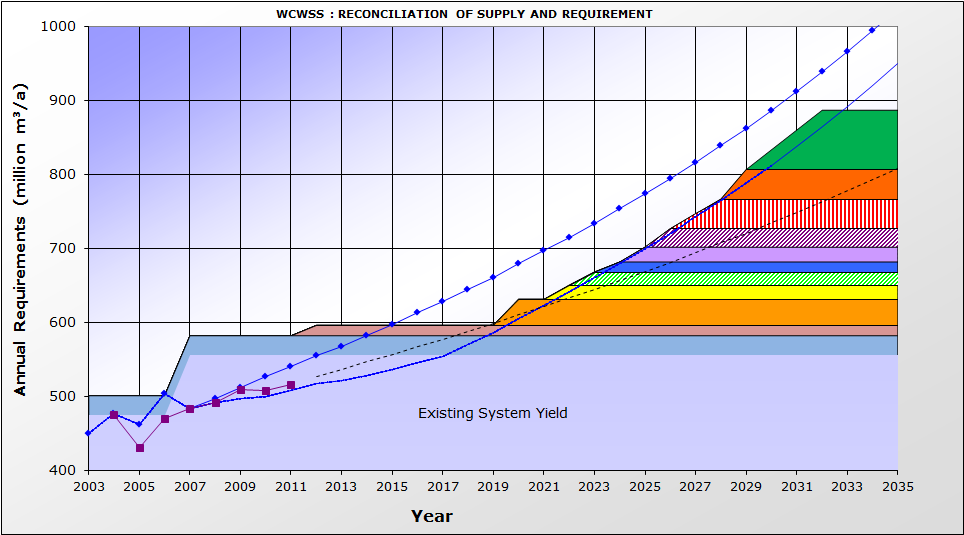 WCWSS : RECONCILIATION OF SUPPLY AND REQUIREMENT
Annual Requirements (million m³/a)
1000
900
800
700
600
500
400
Existing System Yield
2003 2005 2007 2009 2011 2013 2015 2017 2019 2021 2023 2025 2027 2029 2031 2033 2035
Year